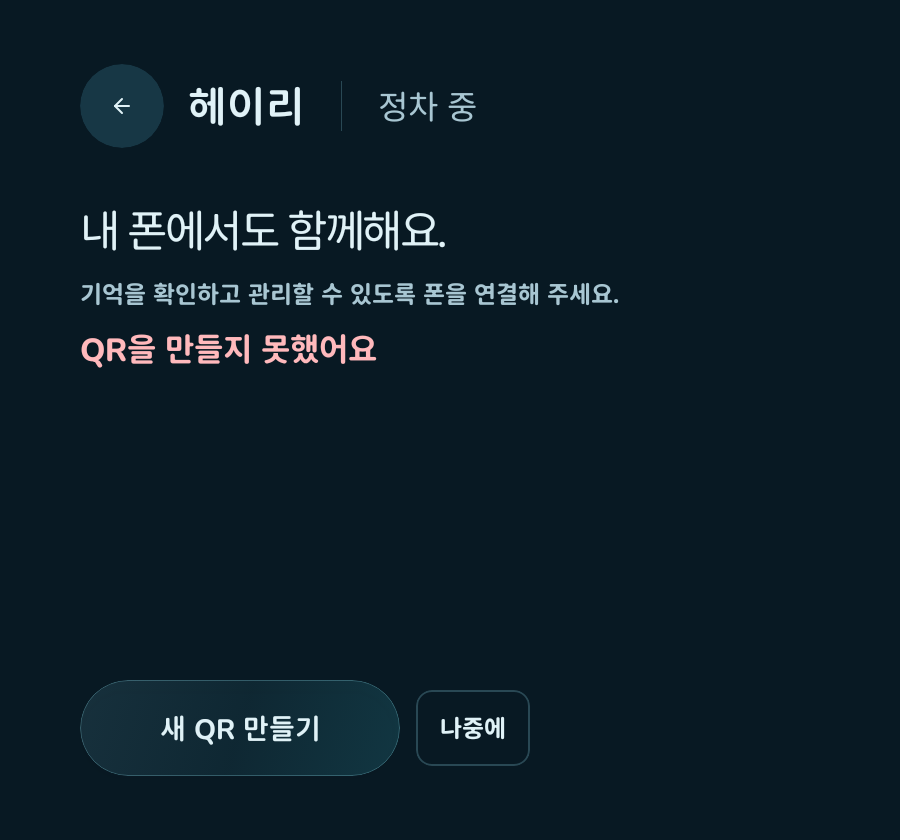 헤이리 정차 중
내 폰에서도 함께해요.
기억을 확인하고 관리할 수 있도록 폰을 연결해 주세요.
QR을 만들지 못했어요
새 QR 만들기 나중에